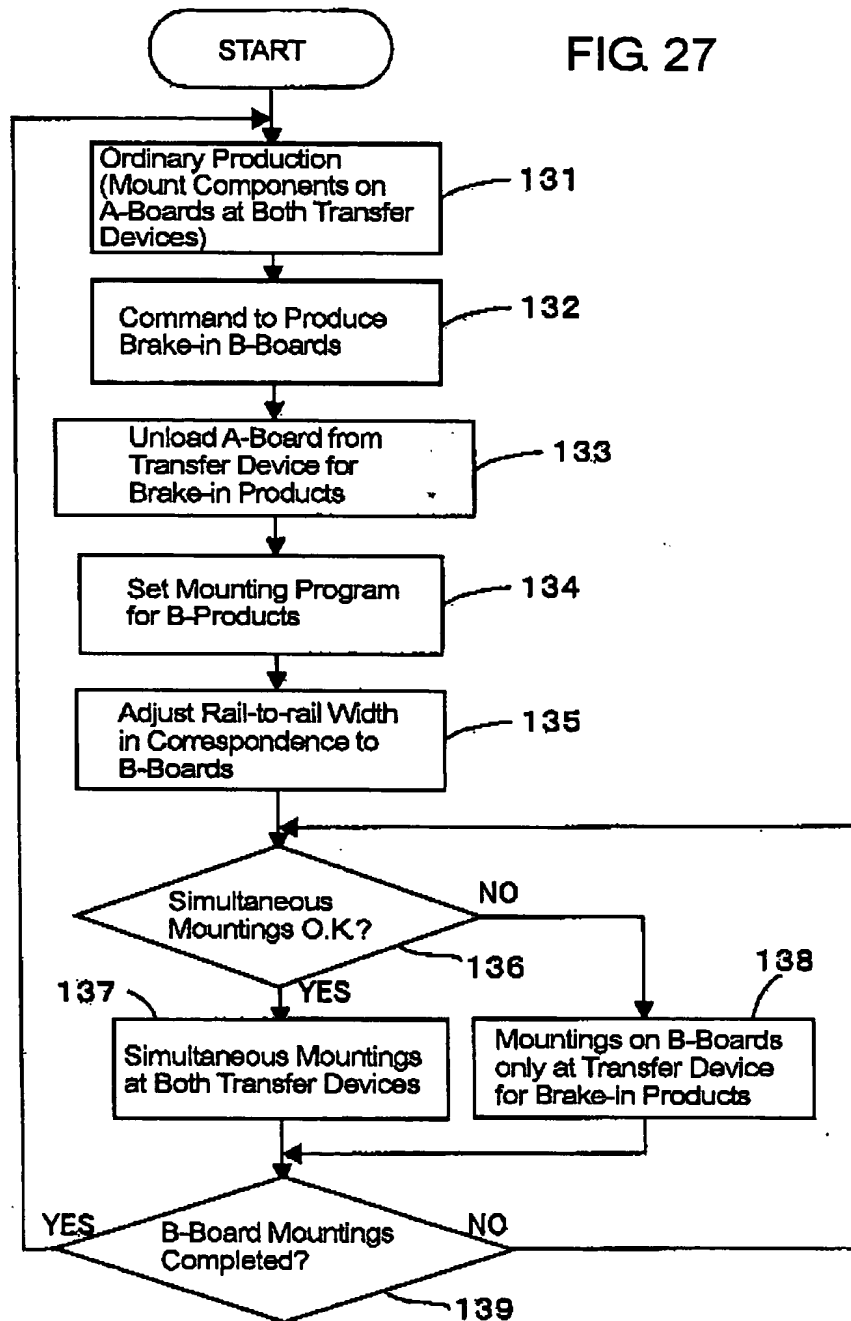 START
FIG. 27
Ordinary Production
(Mount Components on
A-Boards at Both Transfer
Devices)
131
Command to Produce
Brake-in B-Boards
132
Unload A-Board from
Transfer Device for
Brake-in Products
133
Set Mounting Program
for B-Products
134
Adjust Rail-to-rail Width
in Correspondence to
B-Boards
135
Simultaneous
Mountings O.K.?
NO
136
YES
137
138
Simultaneous Mountings
at Both Transfer Devices
Mountings on B-Boards
only at Transfer Device
for Brake-in Products
YES
B-Board Mountings
Completed?
NO
139